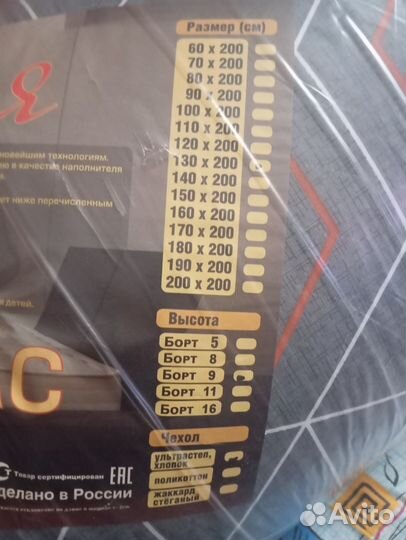 Размер (см)
60 x 200
70 x 200
80 x 200
90 x 200
100 x 200
110 x 200
120 x 200
130 x 200
140 x 200
150 x 200
160 x 200
170 x 200
180 x 200
190 x 200
200 x 200
Я
новейшим технологиям.
ю в качестве наполнителя
ет ниже перечисленным
детей.
АС
Высота
Борт 5
Борт 8
Борт 9
Борт 11
Борт 16
Чехол
ультрастеп,
хлопок
поликоттон
жаккард
стёганый
Товар сертифицирован ЕАС
делано в России
Avito